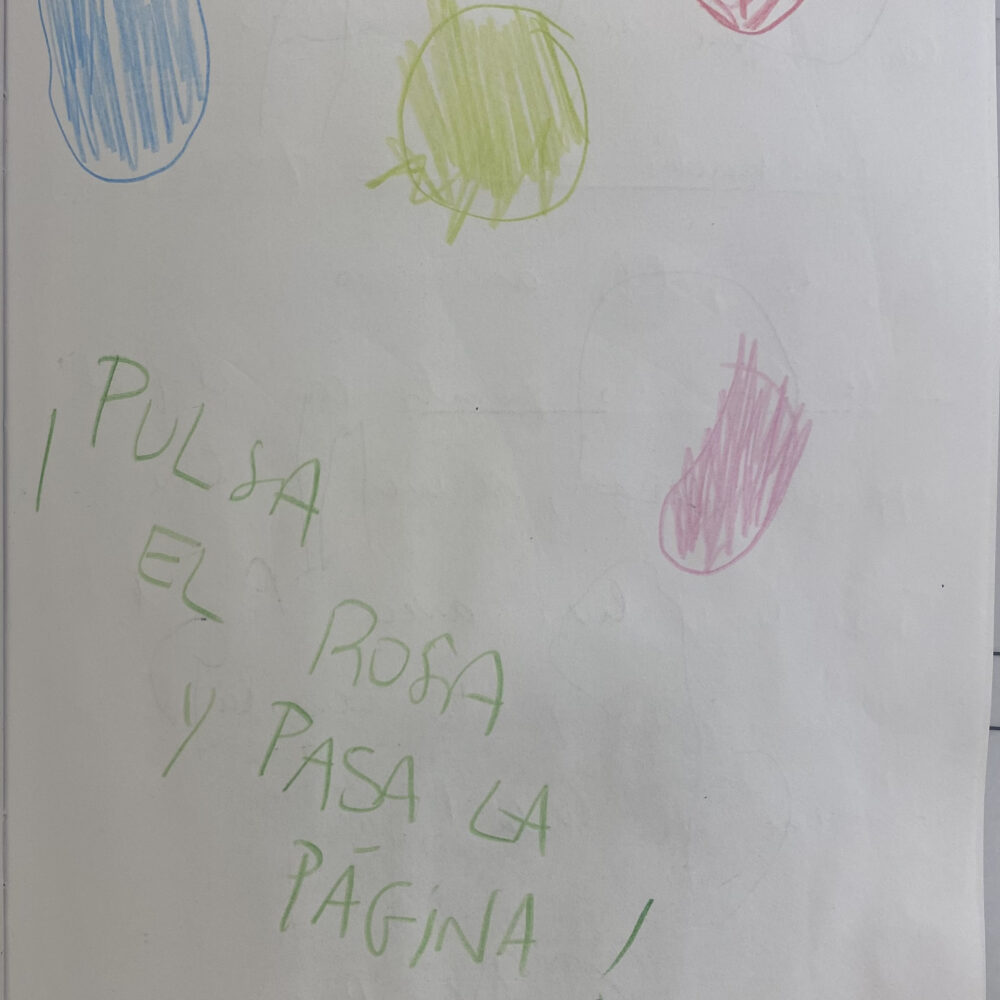 ¡PULSA
EL ROSA
Y PASA LA
PÁGINA!